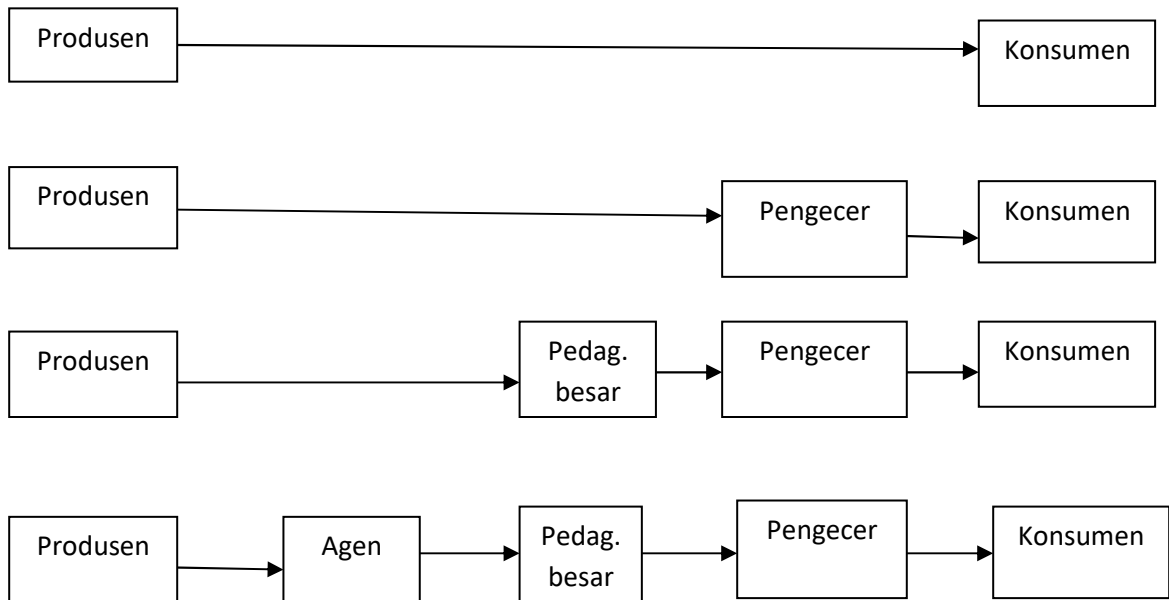 Produsen
Konsumen
Produsen
Pengecer
Konsumen
Produsen
Pedag.
besar
Pengecer
Konsumen
Produsen
Agen
Pedag.
besar
Pengecer
Konsumen